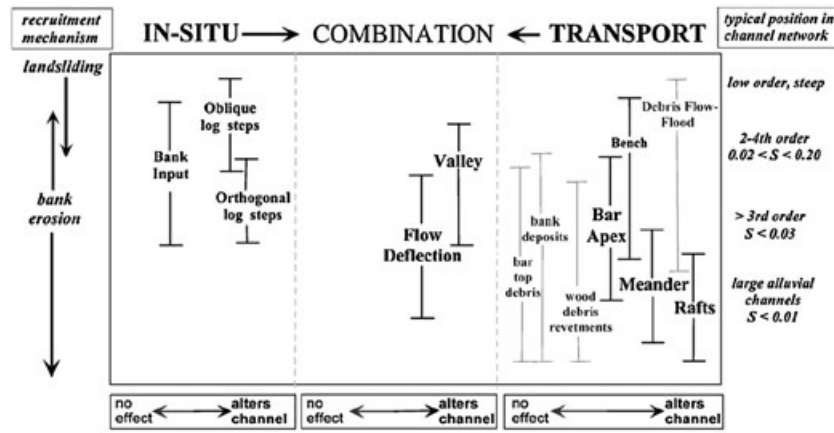 recruitment
mechanism
IN-SITU
COMBINATION
TRANSPORT
typical position in
channel network
landsliding
bank
erosion
Oblique
log steps
Bank
Input
Orthogonal
log steps
Valley
Flow
Deflection
Debris Flow-
Flood
Bench
bank
deposits
Bar
Apex
bar
top
debris
wood
debris
revetments
Meander
Rafts
low order, steep
2-4th order
0.02 < S < 0.20
> 3rd order
S < 0.03
large alluvial
channels
S < 0.01
no
effect
alters
channel
no
effect
alters
channel
no
effect
alters
channel